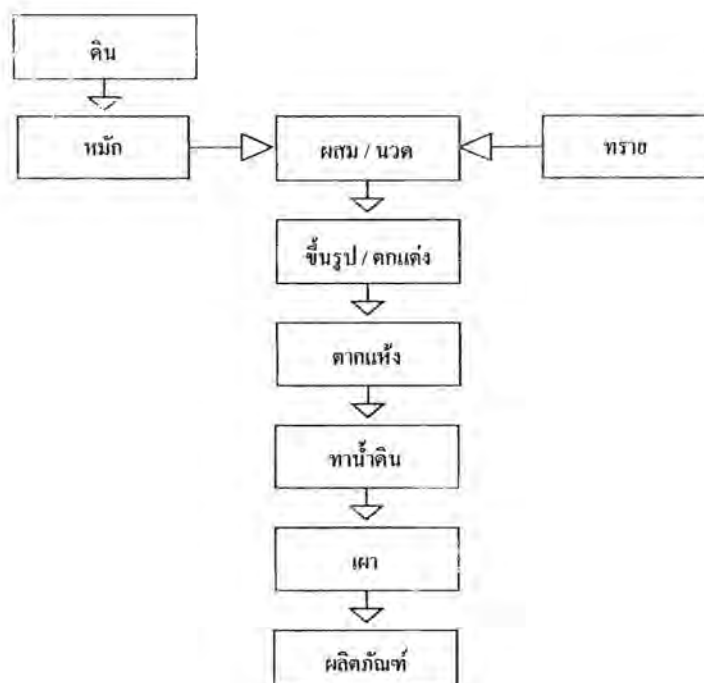 ดิน
หมัก
ผสม / นวด
ทราย
ขึ้นรูป / ตกแต่ง
ตากแห้ง
ทาน้ำดิน
เผา
ผลิตภัณฑ์